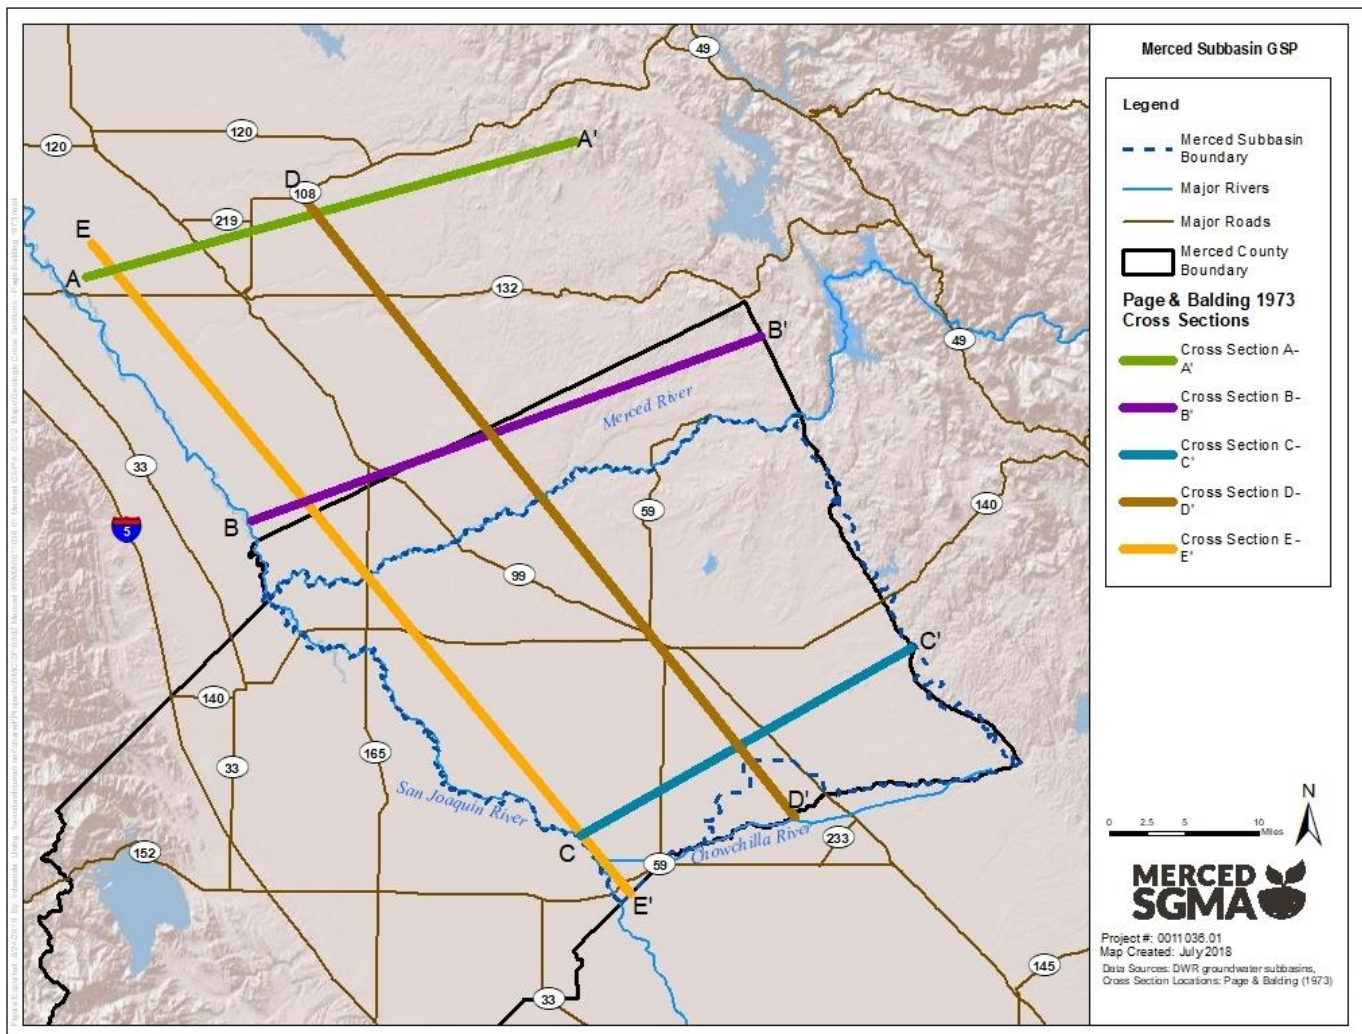 Merced Subbasin GSP
Legend
Merced Subbasin
Boundary
Major Rivers
Major Roads
Merced County
Boundary
Page & Balding 1973
Cross Sections
Cross Section A-
A'
Cross Section B-
B'
Cross Section C-
C'
Cross Section D-
D'
Cross Section E-
E'
N
0 2.5 5 10
Miles
MERCED
SGMA
Project #: 0011036.01
Map Created: July 2018
Data Sources: DWR groundwater subbasins,
Cross Section Locations: Page & Balding (1973)
49
120
120
A'
D
108
219
E
A
132
B'
49
Merced River
33
5
B
59
140
99
C'
140
165
33
San Joaquin River
D'
233
Chowchilla River
C
152
59
E'
145
33